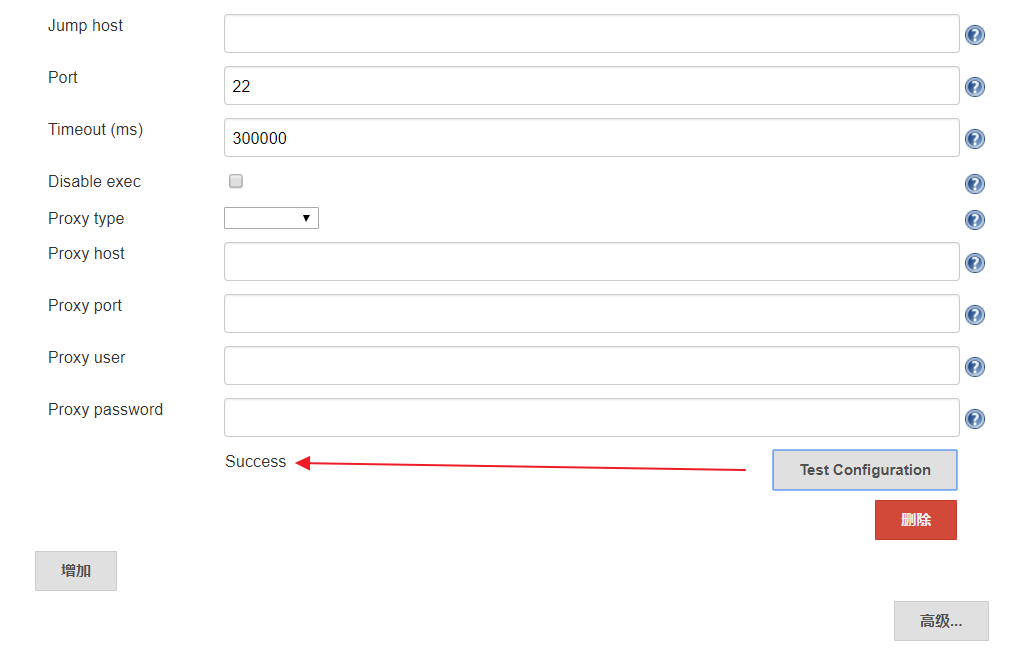 Jump host
Port
22
Timeout (ms)
300000
Disable exec
Proxy type
Proxy host
Proxy port
Proxy user
Proxy password
Success
Test Configuration
删除
增加
高级...